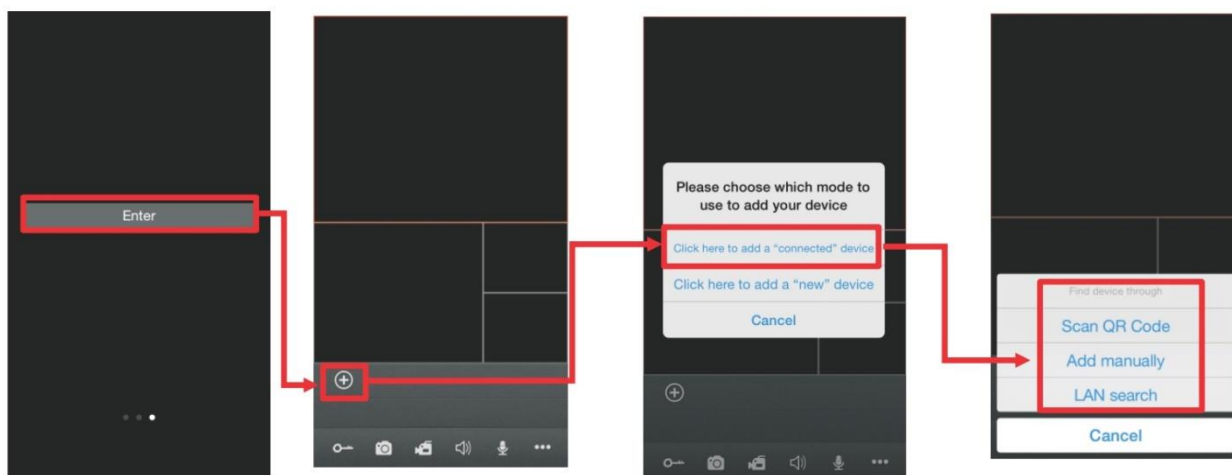 Enter
Please choose which mode to
use to add your device
Click here to add a “connected” device
Click here to add a “new” device
Cancel
Find device through
Scan QR Code
Add manually
LAN search
Cancel